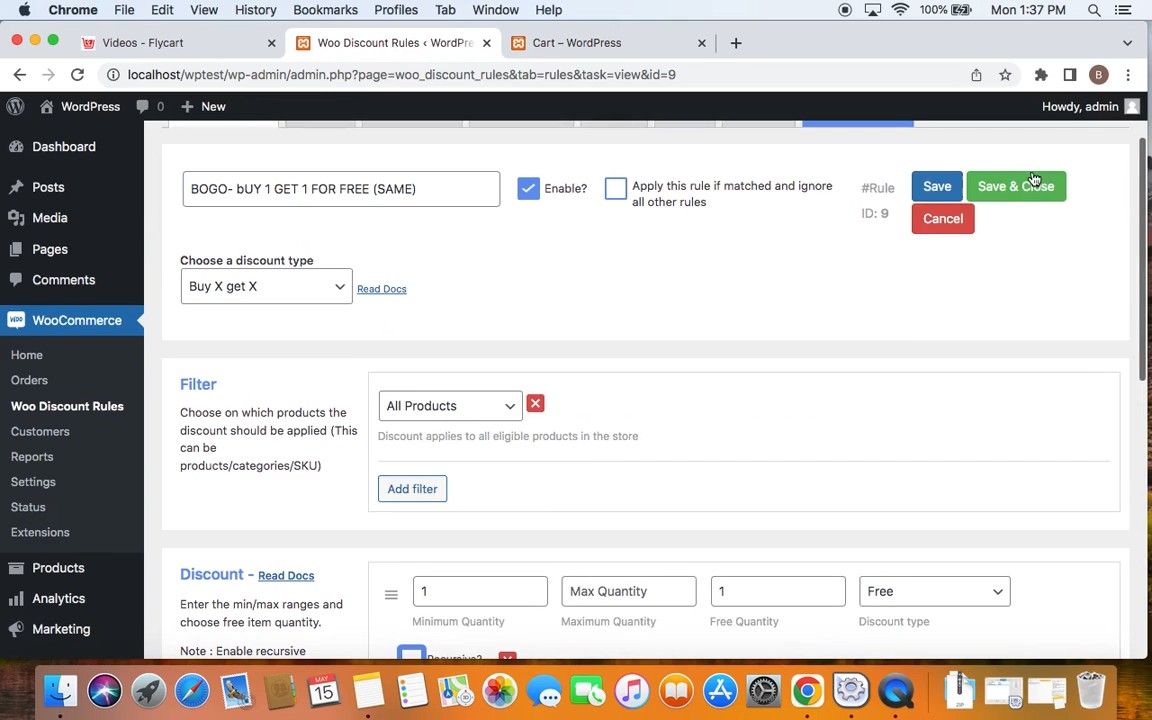 Chrome File Edit View History Bookmarks Profiles Tab Window Help 100% Mon 1:37 PM
Videos - Flycart
Woo Discount Rules ‹ WordPre
Cart – WordPress
localhost/wptest/wp-admin/admin.php?page=woo_discount_rules&tab=rules&task=view&id=9
B
WordPress 0 New Howdy, admin
Dashboard
Posts
Media
Pages
Comments
WooCommerce
Home
Orders
Woo Discount Rules
Customers
Reports
Settings
Status
Extensions
Products
Analytics
Marketing
BOGO- bUY 1 GET 1 FOR FREE (SAME)
Enable?
Apply this rule if matched and ignore
all other rules
#Rule
ID: 9
Save
Save & Close
Cancel
Choose a discount type
Buy X get X
Read Docs
Filter
Choose on which products the
discount should be applied (This
can be
products/categories/SKU)
All Products
Discount applies to all eligible products in the store
Add filter
Discount - Read Docs
Enter the min/max ranges and
choose free item quantity.
Note : Enable recursive
1
Minimum Quantity
Max Quantity
Maximum Quantity
1
Free Quantity
Free
Discount type
Recursive?
MAY
15
ZIP